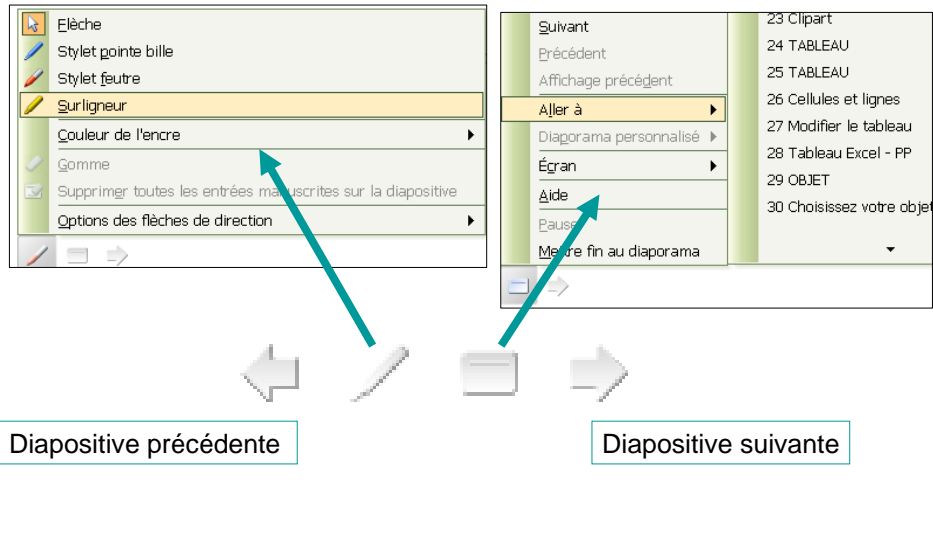 Flèche
Stylet pointe bille
Stylet feutre
Surligneur
Couleur de l'encre
Gomme
Supprimer toutes les entrées manuscrites sur la diapositive
Options des flèches de direction
Suivant
Précédent
Affichage précédent
Aller à
Diaporama personnalisé
Écran
Aide
Pause
Mettre fin au diaporama
23 Clipart
24 TABLEAU
25 TABLEAU
26 Cellules et lignes
27 Modifier le tableau
28 Tableau Excel - PP
29 OBJET
30 Choisissez votre objet
Diapositive précédente
Diapositive suivante